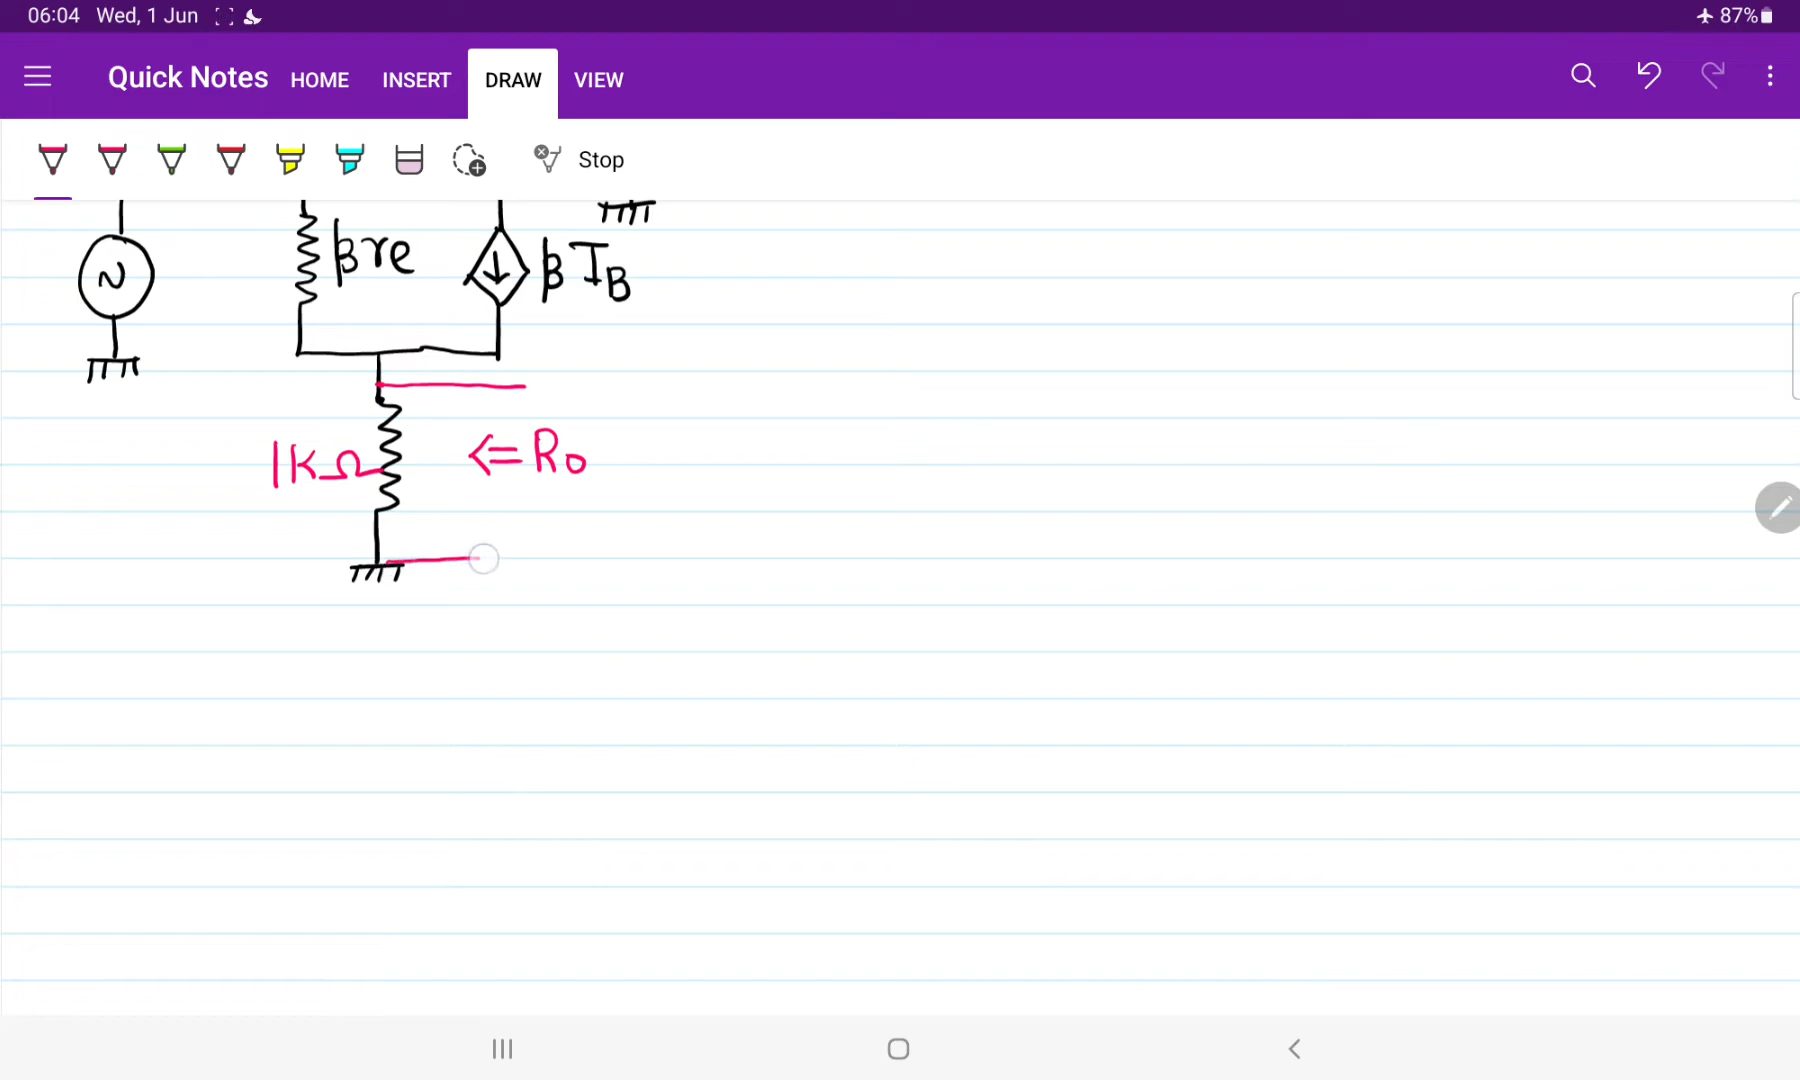 06:04 Wed, 1 Jun 87%
Quick Notes HOME INSERT DRAW VIEW
Stop
βre
βIB
1KΩ
<=Ro